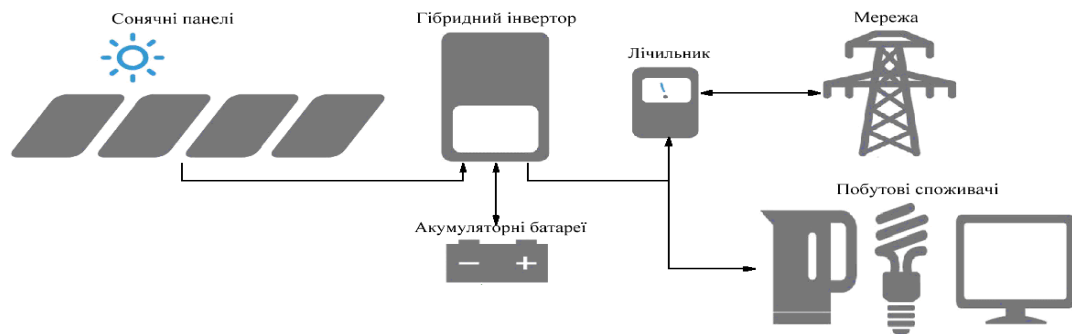 Сонячні панелі
Гібридний інвертор
Лічильник
Мережа
Акумуляторні батареї
Побутові споживачі